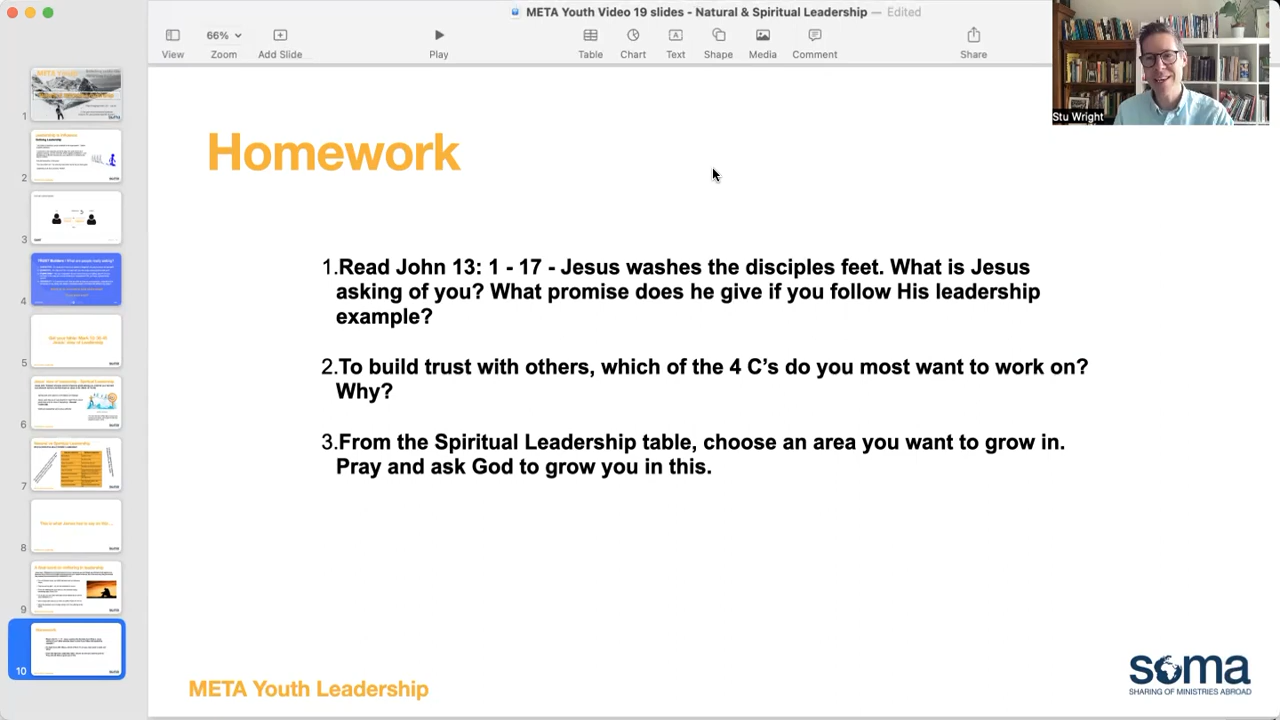 META Youth Video 19 slides - Natural & Spiritual Leadership — Edited
66%
View
Zoom
Add Slide
Play
Table
Chart
Text
Shape
Media
Comment
Share
Stu Wright
1
2
3
4
5
6
7
8
9
10
Homework
1.Read John 13: 1 - 17 - Jesus washes the disciples feet. What is Jesus
asking of you? What promise does he give if you follow His leadership
example?
2.To build trust with others, which of the 4 C's do you most want to work on?
Why?
3.From the Spiritual Leadership table, choose an area you want to grow in.
Pray and ask God to grow you in this.
META Youth Leadership
soma
SHARING OF MINISTRIES ABROAD